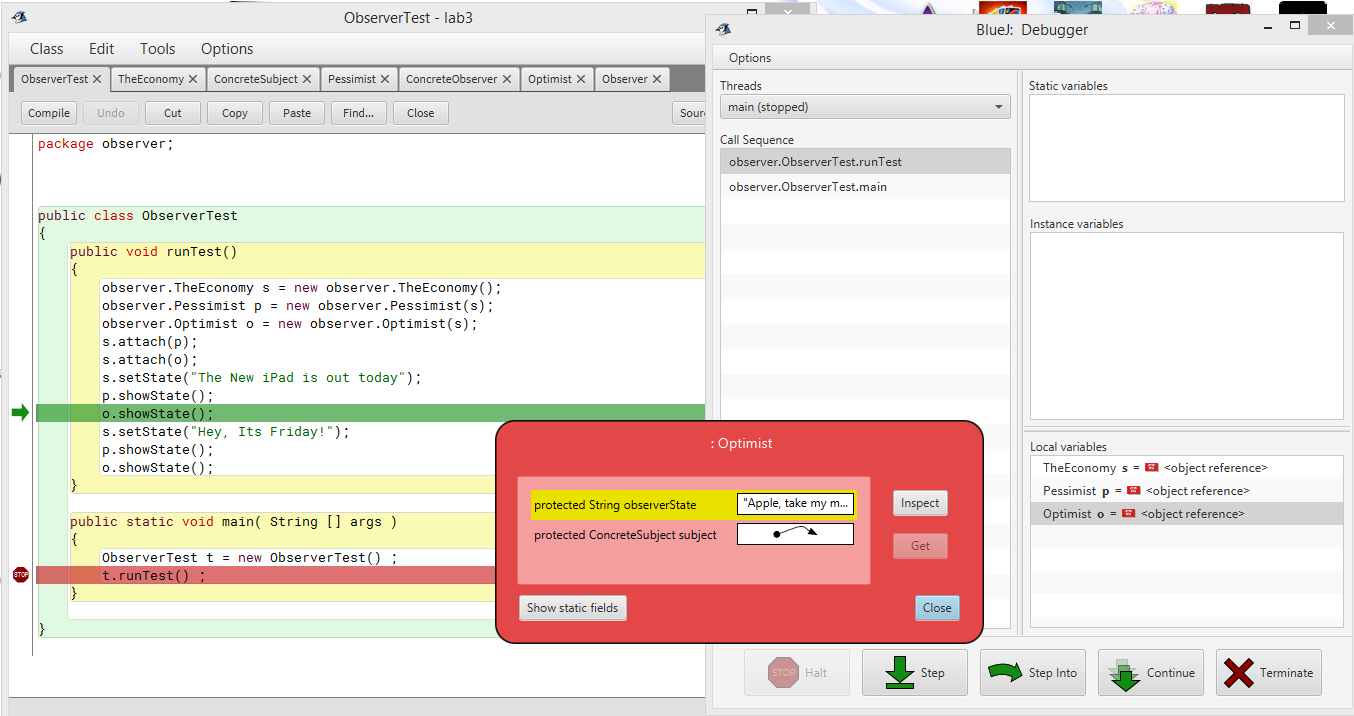 ObserverTest - lab3
Class Edit Tools Options
ObserverTest TheEconomy ConcreteSubject Pessimist ConcreteObserver Optimist Observer
Compile Undo Cut Copy Paste Find... Close
package observer;
public class ObserverTest
{
public void runTest()
{
observer.TheEconomy s = new observer.TheEconomy();
observer.Pessimist p = new observer.Pessimist(s);
observer.Optimist o = new observer.Optimist(s);
s.attach(p);
s.attach(o);
s.setState("The New iPad is out today");
p.showState();
o.showState();
s.setState("Hey, Its Friday!");
p.showState();
o.showState();
}
public static void main( String [] args )
{
ObserverTest t = new ObserverTest() ;
STOP t.runTest() ;
}
}
BlueJ: Debugger
Options
Threads
main (stopped)
Call Sequence
observer.ObserverTest.runTest
observer.ObserverTest.main
Static variables
Instance variables
Local variables
TheEconomy s = <object reference>
Pessimist p = <object reference>
Optimist o = <object reference>
: Optimist
protected String observerState "Apple, take my m...
protected ConcreteSubject subject
Inspect
Get
Show static fields Close
STOP Halt Step Step Into Continue Terminate